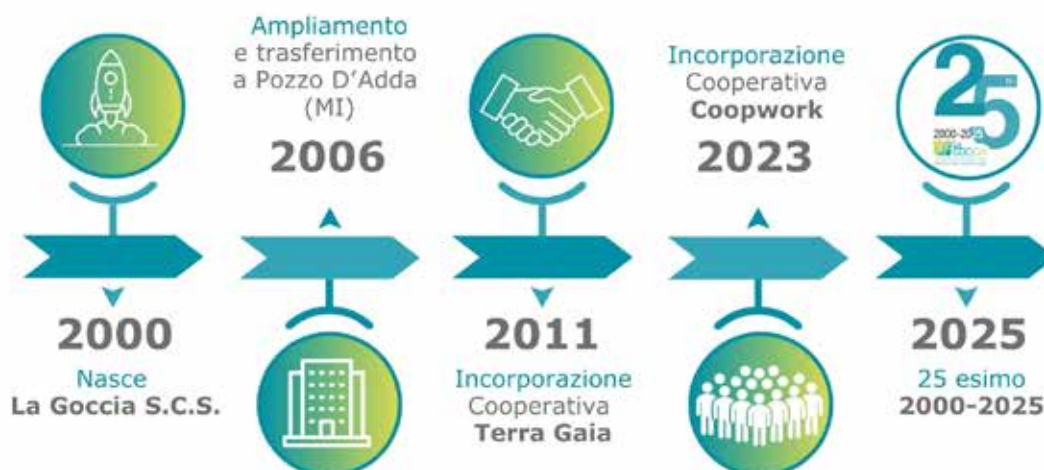 2000
Nasce
La Goccia S.C.S.
Ampliamento
e trasferimento
a Pozzo D'Adda
(MI)
2006
2011
Incorporazione
Cooperativa
Terra Gaia
Incorporazione
Cooperativa
Coopwork
2023
25
2025
25 esimo
2000-2025